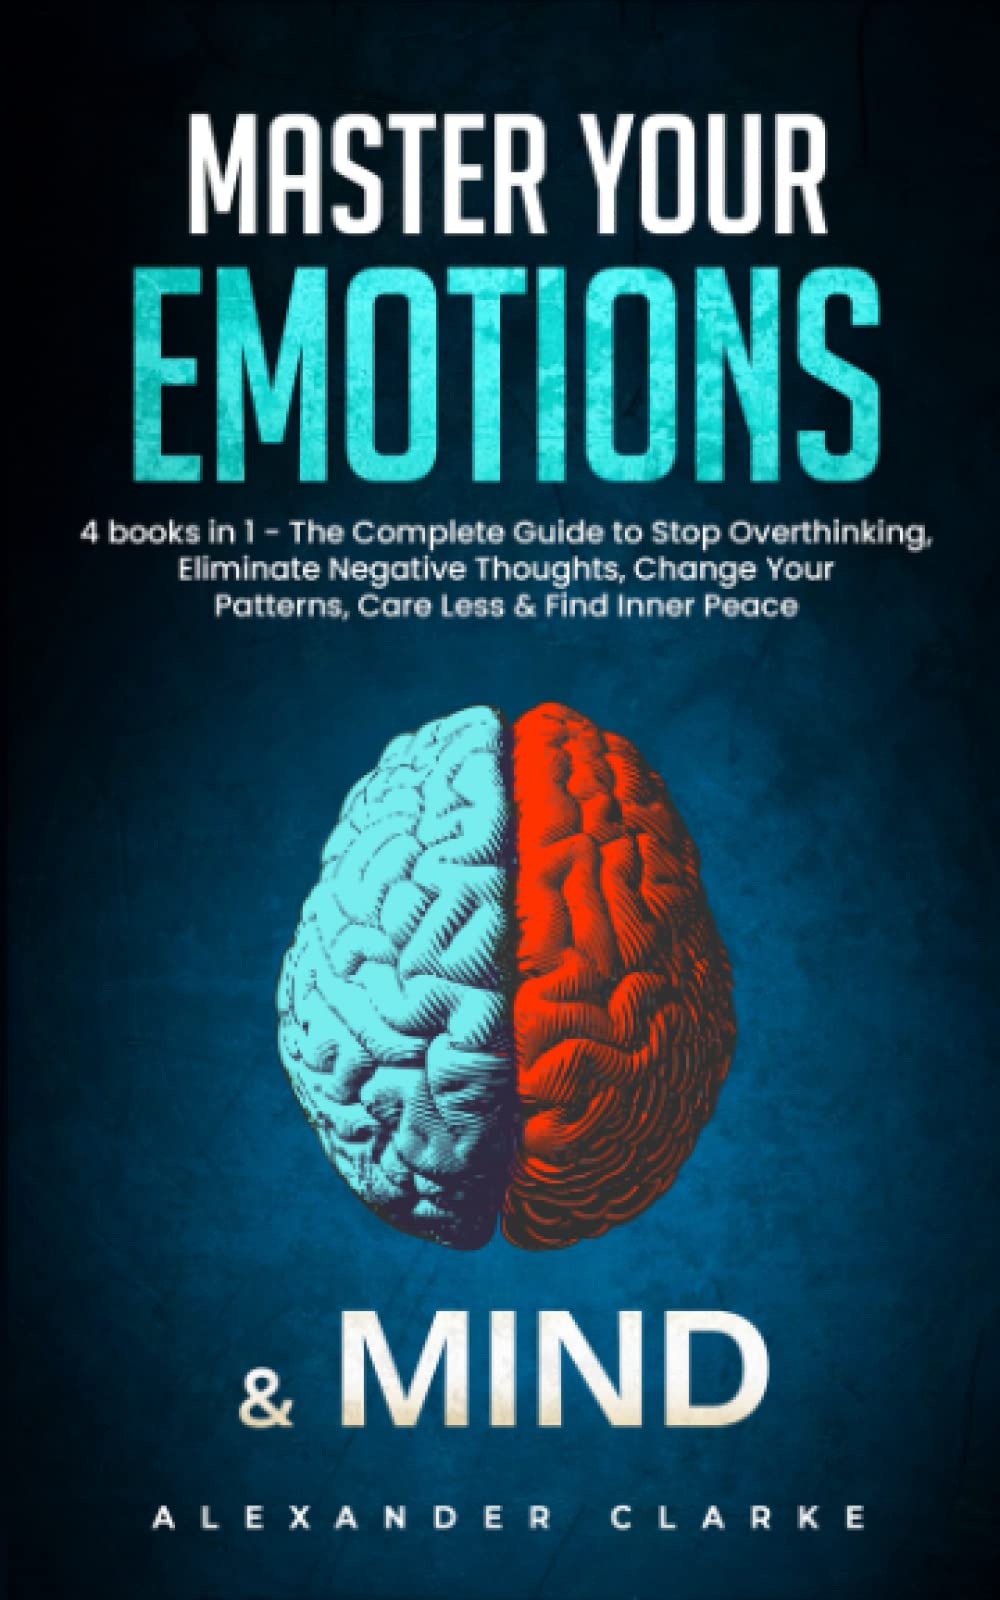 MASTER YOUR
EMOTIONS
4 books in 1 - The Complete Guide to Stop Overthinking,
Eliminate Negative Thoughts, Change Your
Patterns, Care Less & Find Inner Peace
& MIND
ALEXANDER CLARKE